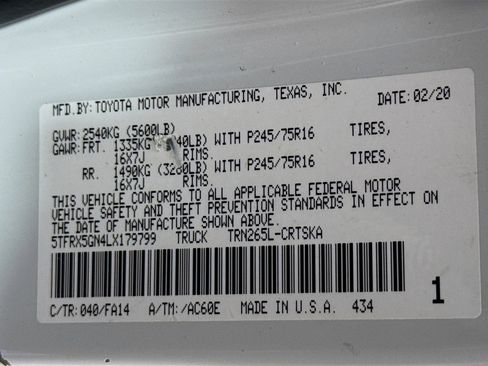 MFD.BY:TOYOTA MOTOR MANUFACTURING, TEXAS, INC. DATE:02/20
GVWR:2540KG (5600LB)
GAWR:FRT. 1335KG 40LB) WITH P245/75R16 TIRES,
16X7J RIMS.
RR. 1490KG (3280LB) WITH P245/75R16 TIRES,
16X7J RIMS.
THIS VEHICLE CONFORMS TO ALL APPLICABLE FEDERAL MOTOR
VEHICLE SAFETY AND THEFT PREVENTION STANDARDS IN EFFECT ON
THE DATE OF MANUFACTURE SHOWN ABOVE.
5TFRX5GN4LX179799 TRUCK TRN265L-CRTSKA
C/TR:040/FA14 A/TM:/AC60E MADE IN U.S.A. 434 1